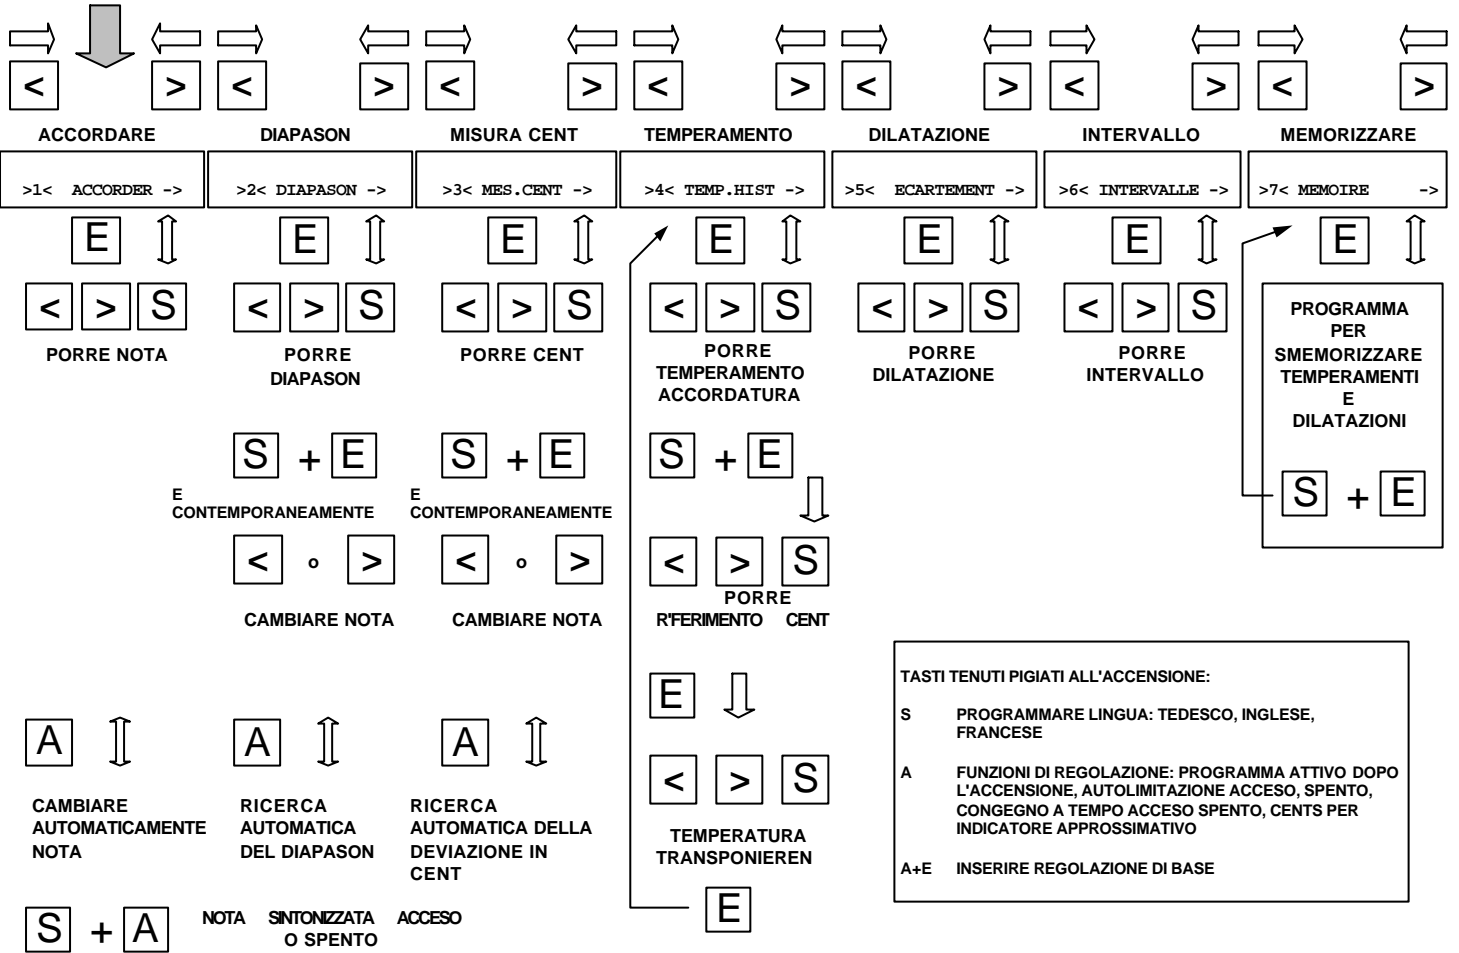 < > < > < > < > < > < > < >
ACCORDARE DIAPASON MISURA CENT TEMPERAMENTO DILATAZIONE INTERVALLO MEMORIZZARE
>1< ACCORDER -> >2< DIAPASON -> >3< MES.CENT -> >4< TEMP.HIST -> >5< ECARTEMENT -> >6< INTERVALLE -> >7< MEMOIRE ->
E E E E E E E
< > S < > S < > S < > S < > S < > S
PORRE NOTA
PORRE
DIAPASON
PORRE CENT
PORRE
TEMPERAMENTO
ACCORDATURA
PORRE
DILATAZIONE
PORRE
INTERVALLO
PROGRAMMA
PER
SMEMORIZZARE
TEMPERAMENTI
E
DILATAZIONI
S + E
S + E
E
CONTEMPORANEAMENTE
< o >
CAMBIARE NOTA
S + E
E
CONTEMPORANEAMENTE
< o >
CAMBIARE NOTA
S + E
< > S
PORRE
R'FERIMENTO CENT
E
< > S
TEMPERATURA
TRANSPONIEREN
E
A
CAMBIARE
AUTOMATICAMENTE
NOTA
A
RICERCA
AUTOMATICA
DEL DIAPASON
A
RICERCA
AUTOMATICA DELLA
DEVIAZIONE IN
CENT
S + A NOTA SINTONIZZATA ACCESO
O SPENTO
TASTI TENUTI PIGIATI ALL'ACCENSIONE:
S PROGRAMMARE LINGUA: TEDESCO, INGLESE,
FRANCESE
A FUNZIONI DI REGOLAZIONE: PROGRAMMA ATTIVO DOPO
L'ACCENSIONE, AUTOLIMITAZIONE ACCESO, SPENTO,
CONGEGNO A TEMPO ACCESO SPENTO, CENTS PER
INDICATORE APPROSSIMATIVO
A+E INSERIRE REGOLAZIONE DI BASE